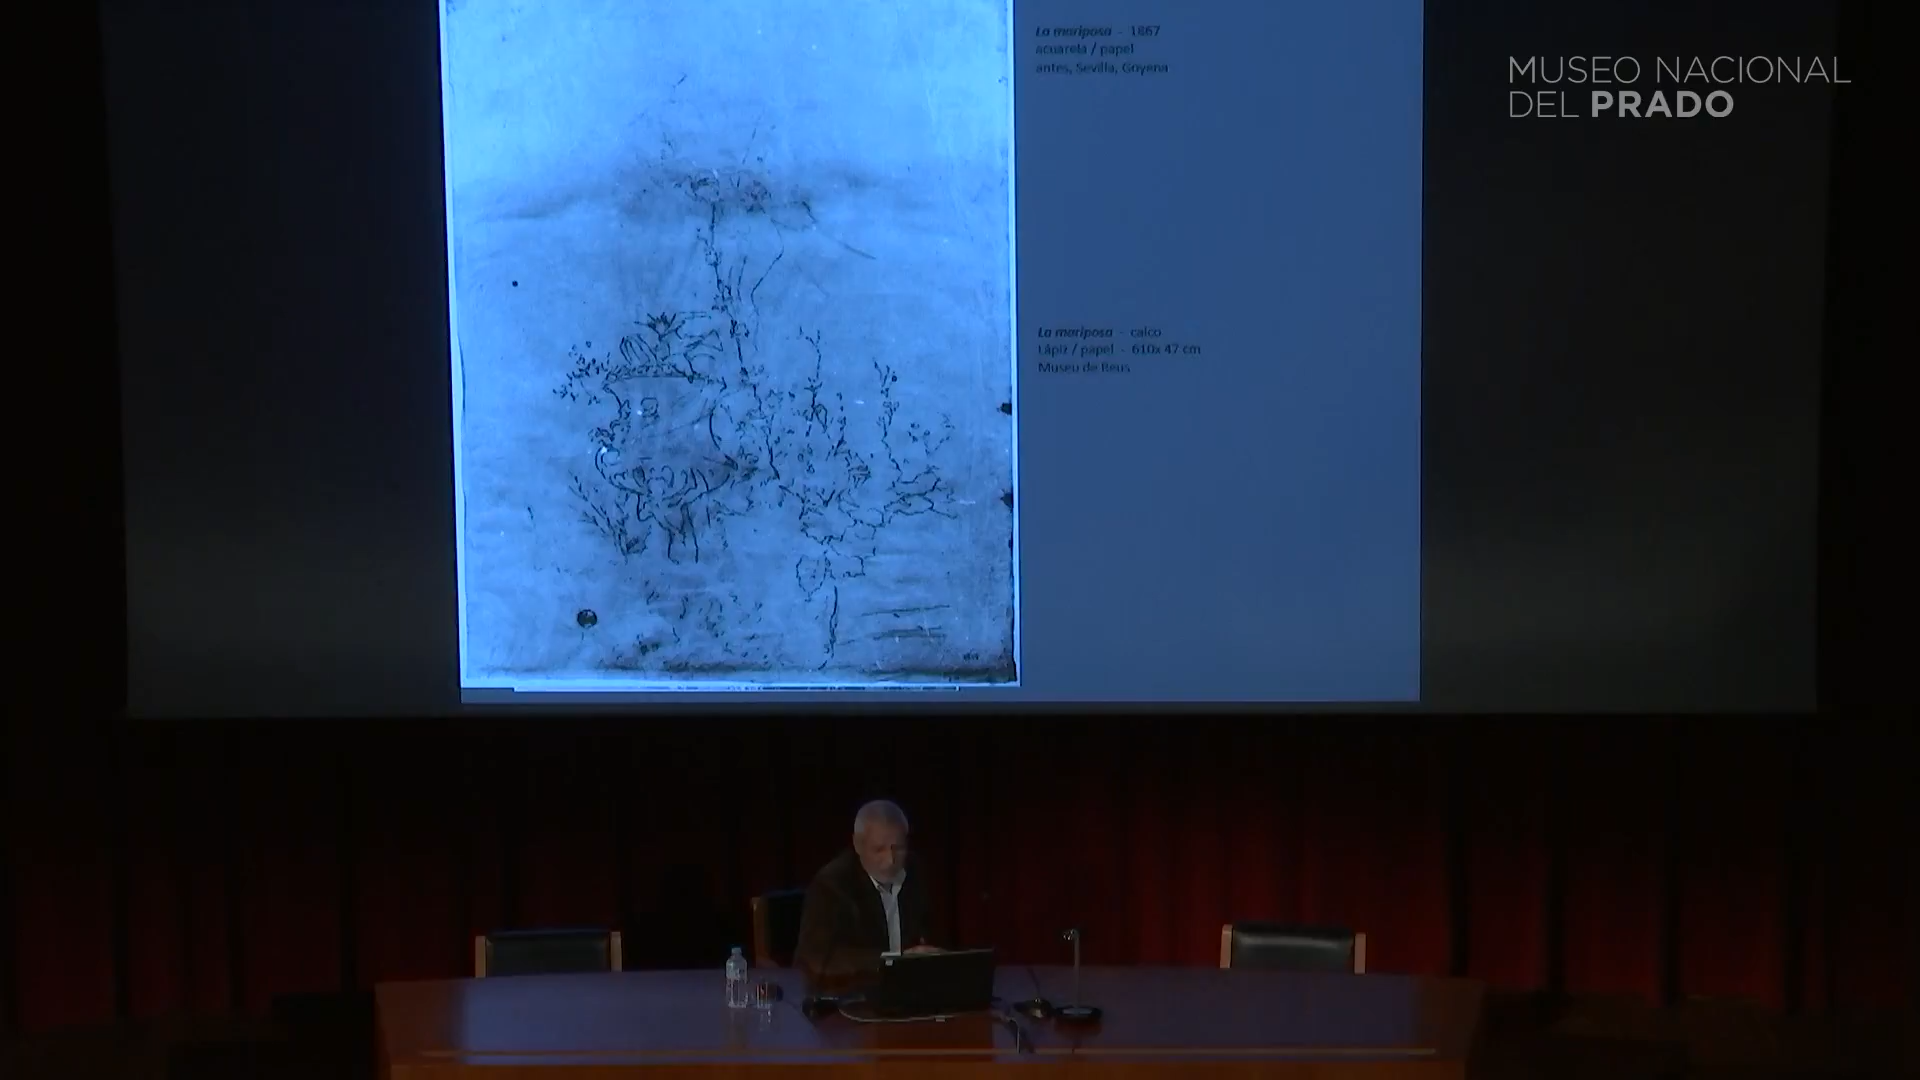 La mariposa - 1867
acuarela / papel
antes, Sevilla, Goyena
MUSEO NACIONAL
DEL PRADO
La mariposa - calco
Lápiz / papel - 610x 47 cm
Museu de Reus